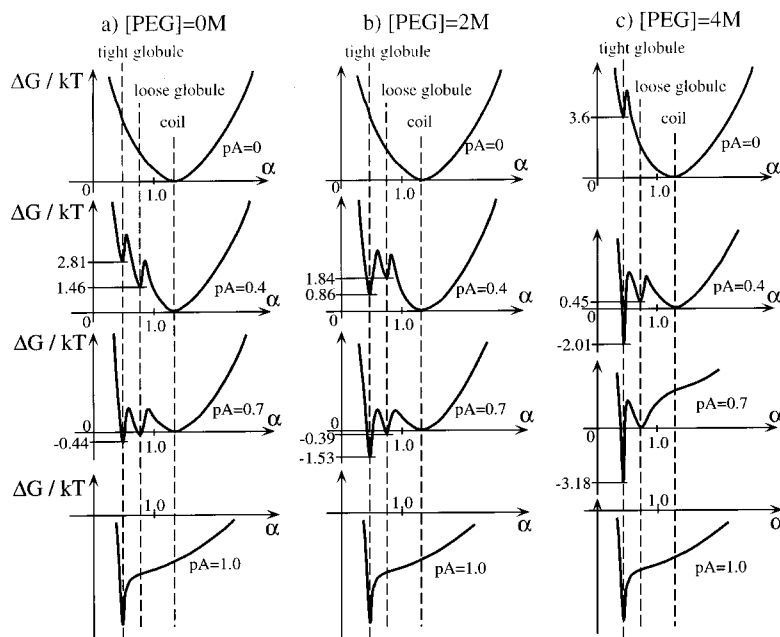 a) [PEG]=0M
b) [PEG]=2M
c) [PEG]=4M
tight globule
loose globule
coil
ΔG / kT
pA=0
α
0
1.0
tight globule
loose globule
coil
pA=0
α
0
1.0
tight globule
loose globule
coil
3.6
pA=0
α
0
1.0
ΔG / kT
2.81
1.46
pA=0.4
α
0
1.0
1.84
0.86
pA=0.4
α
0
1.0
0.45
-2.01
pA=0.4
α
0
1.0
ΔG / kT
pA=0.7
α
0
-0.44
1.0
pA=0.7
α
0
-0.39
-1.53
1.0
pA=0.7
α
0
1.0
-3.18
ΔG / kT
1.0
α
pA=1.0
1.0
α
pA=1.0
1.0
α
pA=1.0